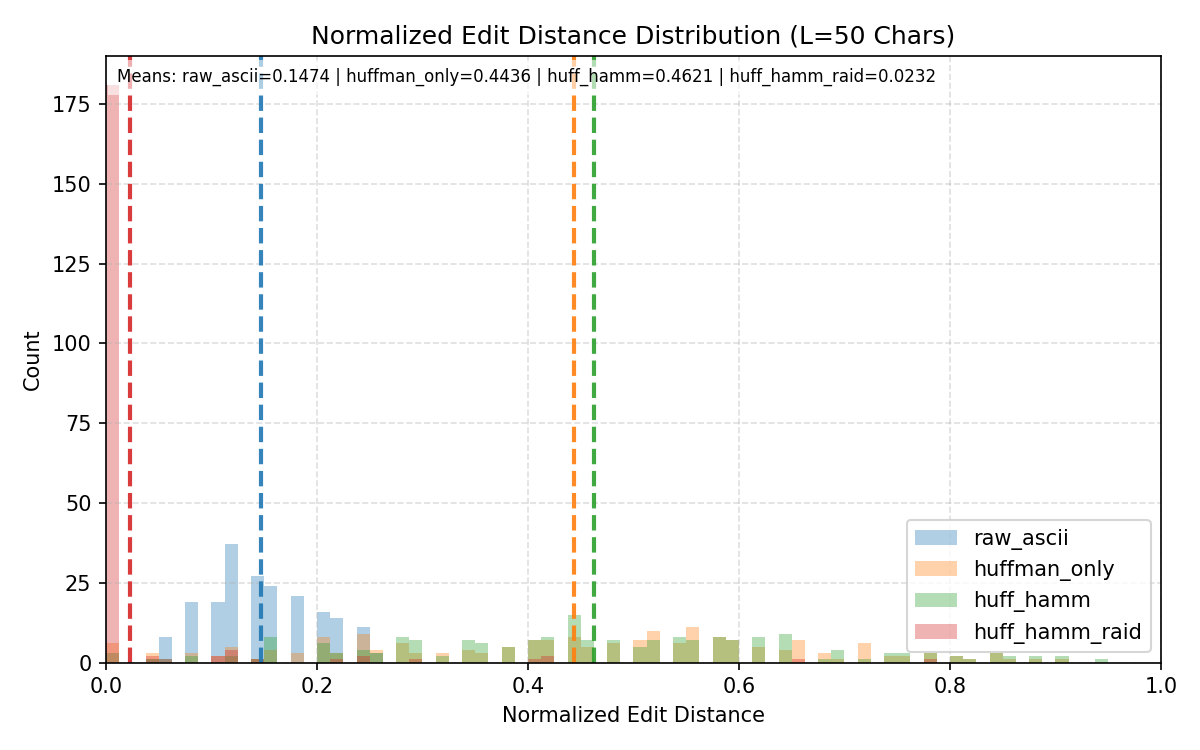 Normalized Edit Distance Distribution (L=50 Chars)
Means: raw_ascii=0.1474 | huffman_only=0.4436 | huff_hamm=0.4621 | huff_hamm_raid=0.0232
175
150
125
100
75
50
25
0
Count
raw_ascii
huffman_only
huff_hamm
huff_hamm_raid
0.0 0.2 0.4 0.6 0.8 1.0
Normalized Edit Distance